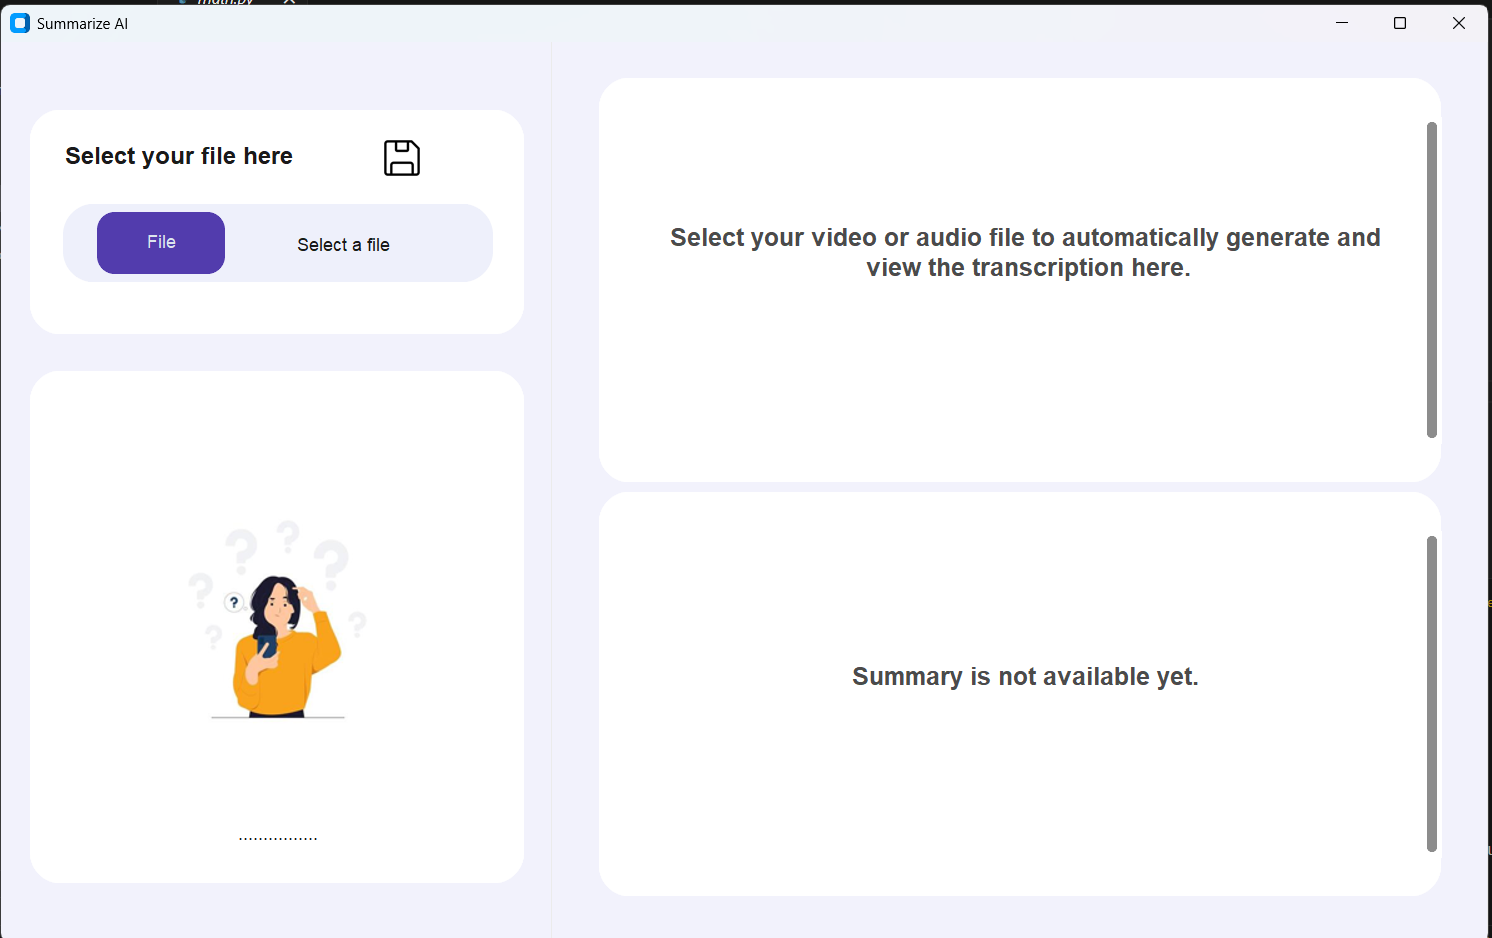 Summarize AI
Select your file here
File
Select a file
................
Select your video or audio file to automatically generate and
view the transcription here.
Summary is not available yet.
?
? ? ?
? ?
? ?